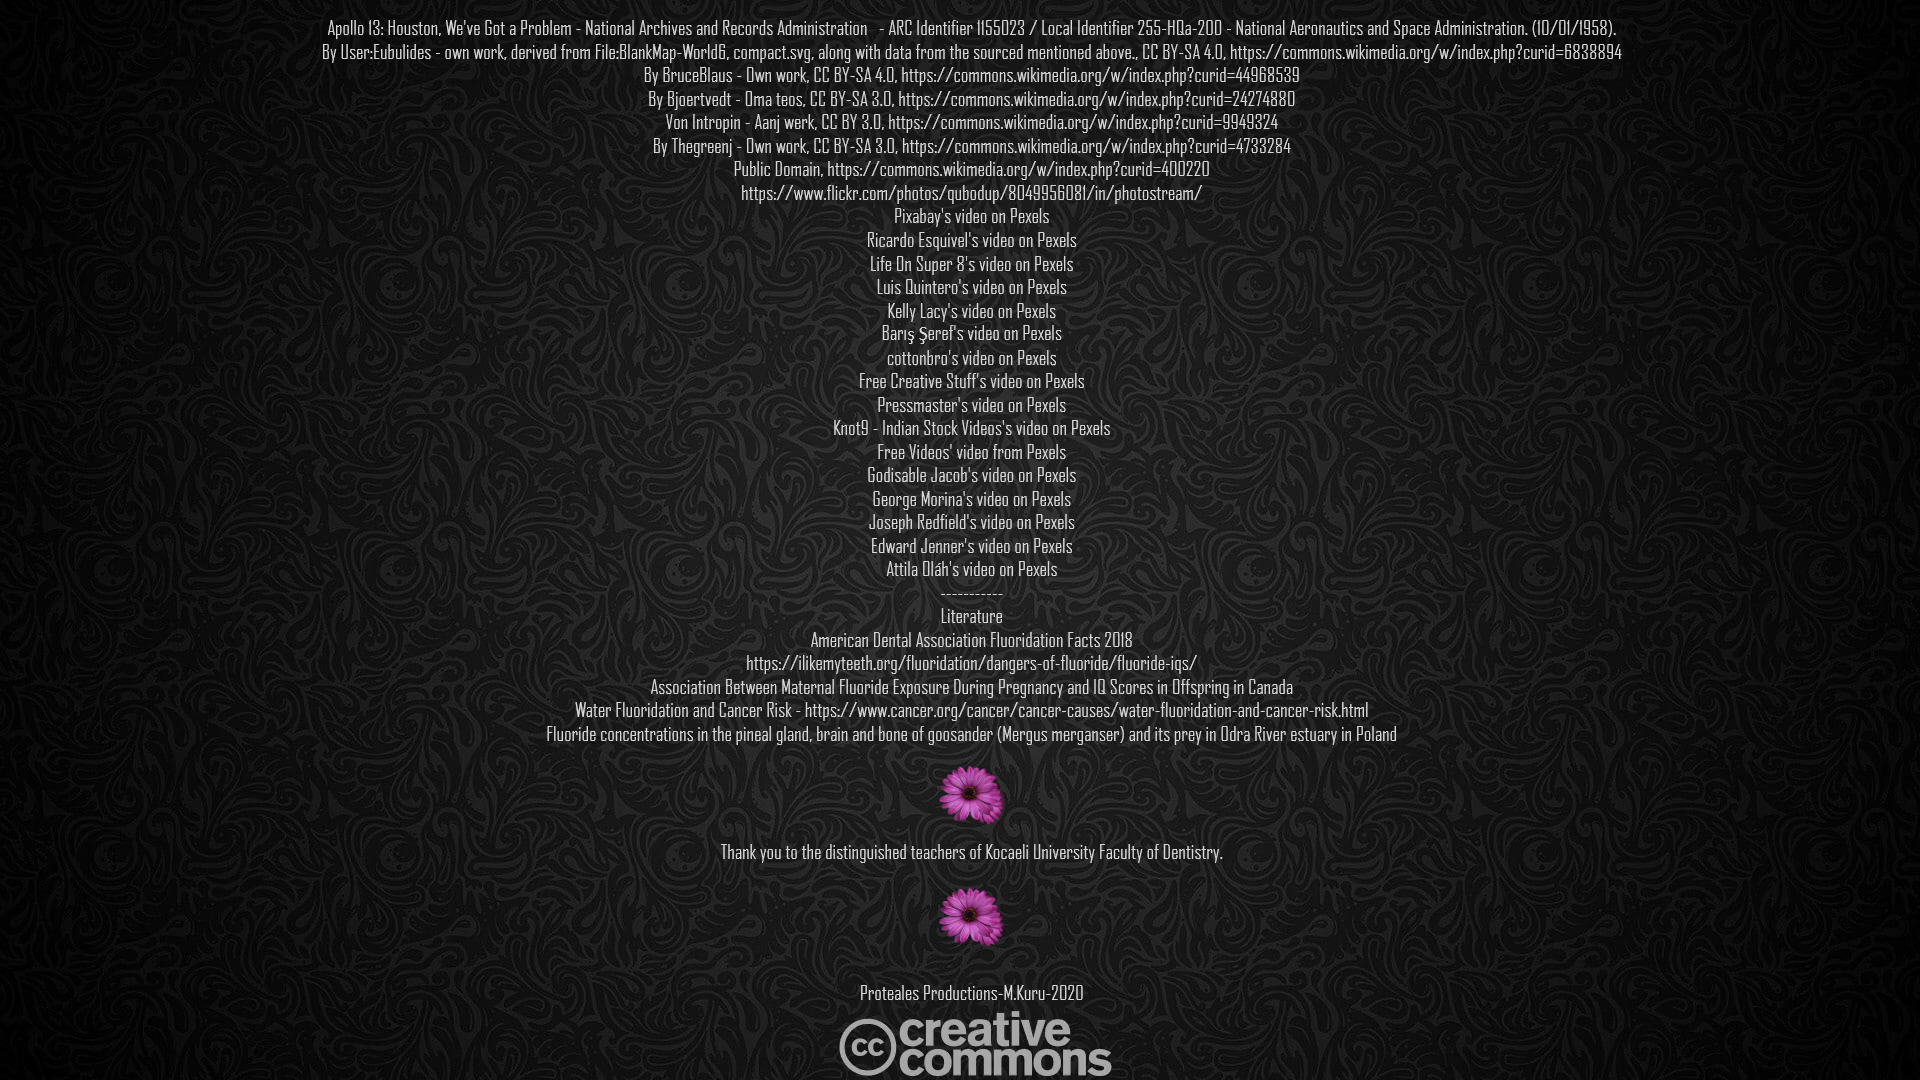 Apollo 13: Houston, We've Got a Problem - National Archives and Records Administration - ARC Identifier 1155023 / Local Identifier 255-HQa-200 - National Aeronautics and Space Administration. (10/01/1958).
By User:Eubulides - own work, derived from File:BlankMap-World6, compact.svg, along with data from the sourced mentioned above., CC BY-SA 4.0, https://commons.wikimedia.org/w/index.php?curid=6838894
By BruceBlaus - Own work, CC BY-SA 4.0, https://commons.wikimedia.org/w/index.php?curid=44968539
By Bjoertvedt - Oma teos, CC BY-SA 3.0, https://commons.wikimedia.org/w/index.php?curid=24274880
Von Intropin - Aanj werk, CC BY 3.0, https://commons.wikimedia.org/w/index.php?curid=9949324
By Thegreenj - Own work, CC BY-SA 3.0, https://commons.wikimedia.org/w/index.php?curid=4733284
Public Domain, https://commons.wikimedia.org/w/index.php?curid=400220
https://www.flickr.com/photos/qubodup/8049956081/in/photostream/
Pixabay's video on Pexels
Ricardo Esquivel's video on Pexels
Life On Super 8's video on Pexels
Luis Quintero's video on Pexels
Kelly Lacy's video on Pexels
Barış Şeref's video on Pexels
cottonbro's video on Pexels
Free Creative Stuff's video on Pexels
Pressmaster's video on Pexels
Knot9 - Indian Stock Videos's video on Pexels
Free Videos' video from Pexels
Godisable Jacob's video on Pexels
George Morina's video on Pexels
Joseph Redfield's video on Pexels
Edward Jenner's video on Pexels
Attila Oláh's video on Pexels
-----------
Literature
American Dental Association Fluoridation Facts 2018
https://ilikemyteeth.org/fluoridation/dangers-of-fluoride/fluoride-iqs/
Association Between Maternal Fluoride Exposure During Pregnancy and IQ Scores in Offspring in Canada
Water Fluoridation and Cancer Risk - https://www.cancer.org/cancer/cancer-causes/water-fluoridation-and-cancer-risk.html
Fluoride concentrations in the pineal gland, brain and bone of goosander (Mergus merganser) and its prey in Odra River estuary in Poland
Thank you to the distinguished teachers of Kocaeli University Faculty of Dentistry.
Proteales Productions-M.Kuru-2020
cc creative
commons